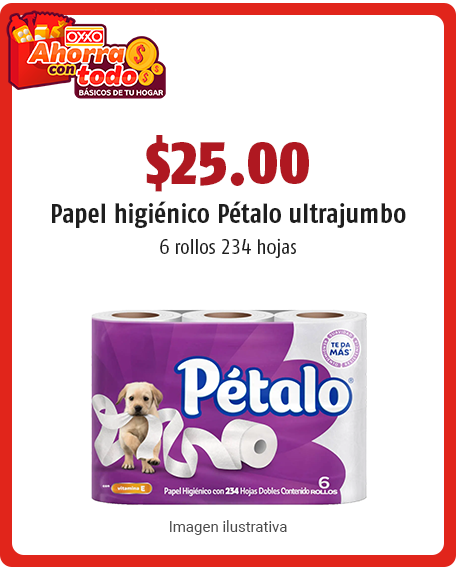 OXXO
Ahorra
con
todo
BÁSICOS DE TU HOGAR
$25.00
Papel higiénico Pétalo ultrajumbo
6 rollos 234 hojas
TE DA
MÁS
Pétalo
con vitamina E
Papel Higiénico con 234 Hojas Dobles Contenido 6 ROLLOS
Imagen ilustrativa